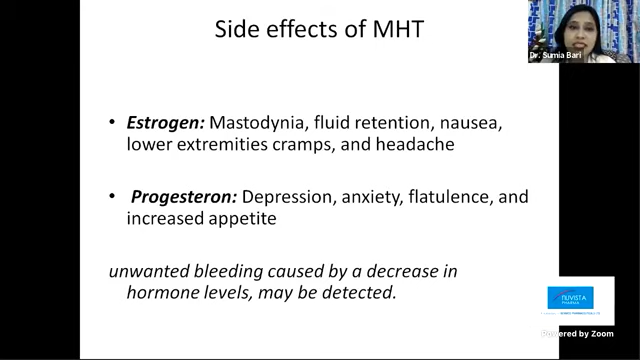 Side effects of MHT
Dr. Sumia Bari
• Estrogen: Mastodynia, fluid retention, nausea,
lower extremities cramps, and headache
• Progesteron: Depression, anxiety, flatulence, and
increased appetite
unwanted bleeding caused by a decrease in
hormone levels, may be detected.
NUVISTA
PHARMA
Powered by Zoom